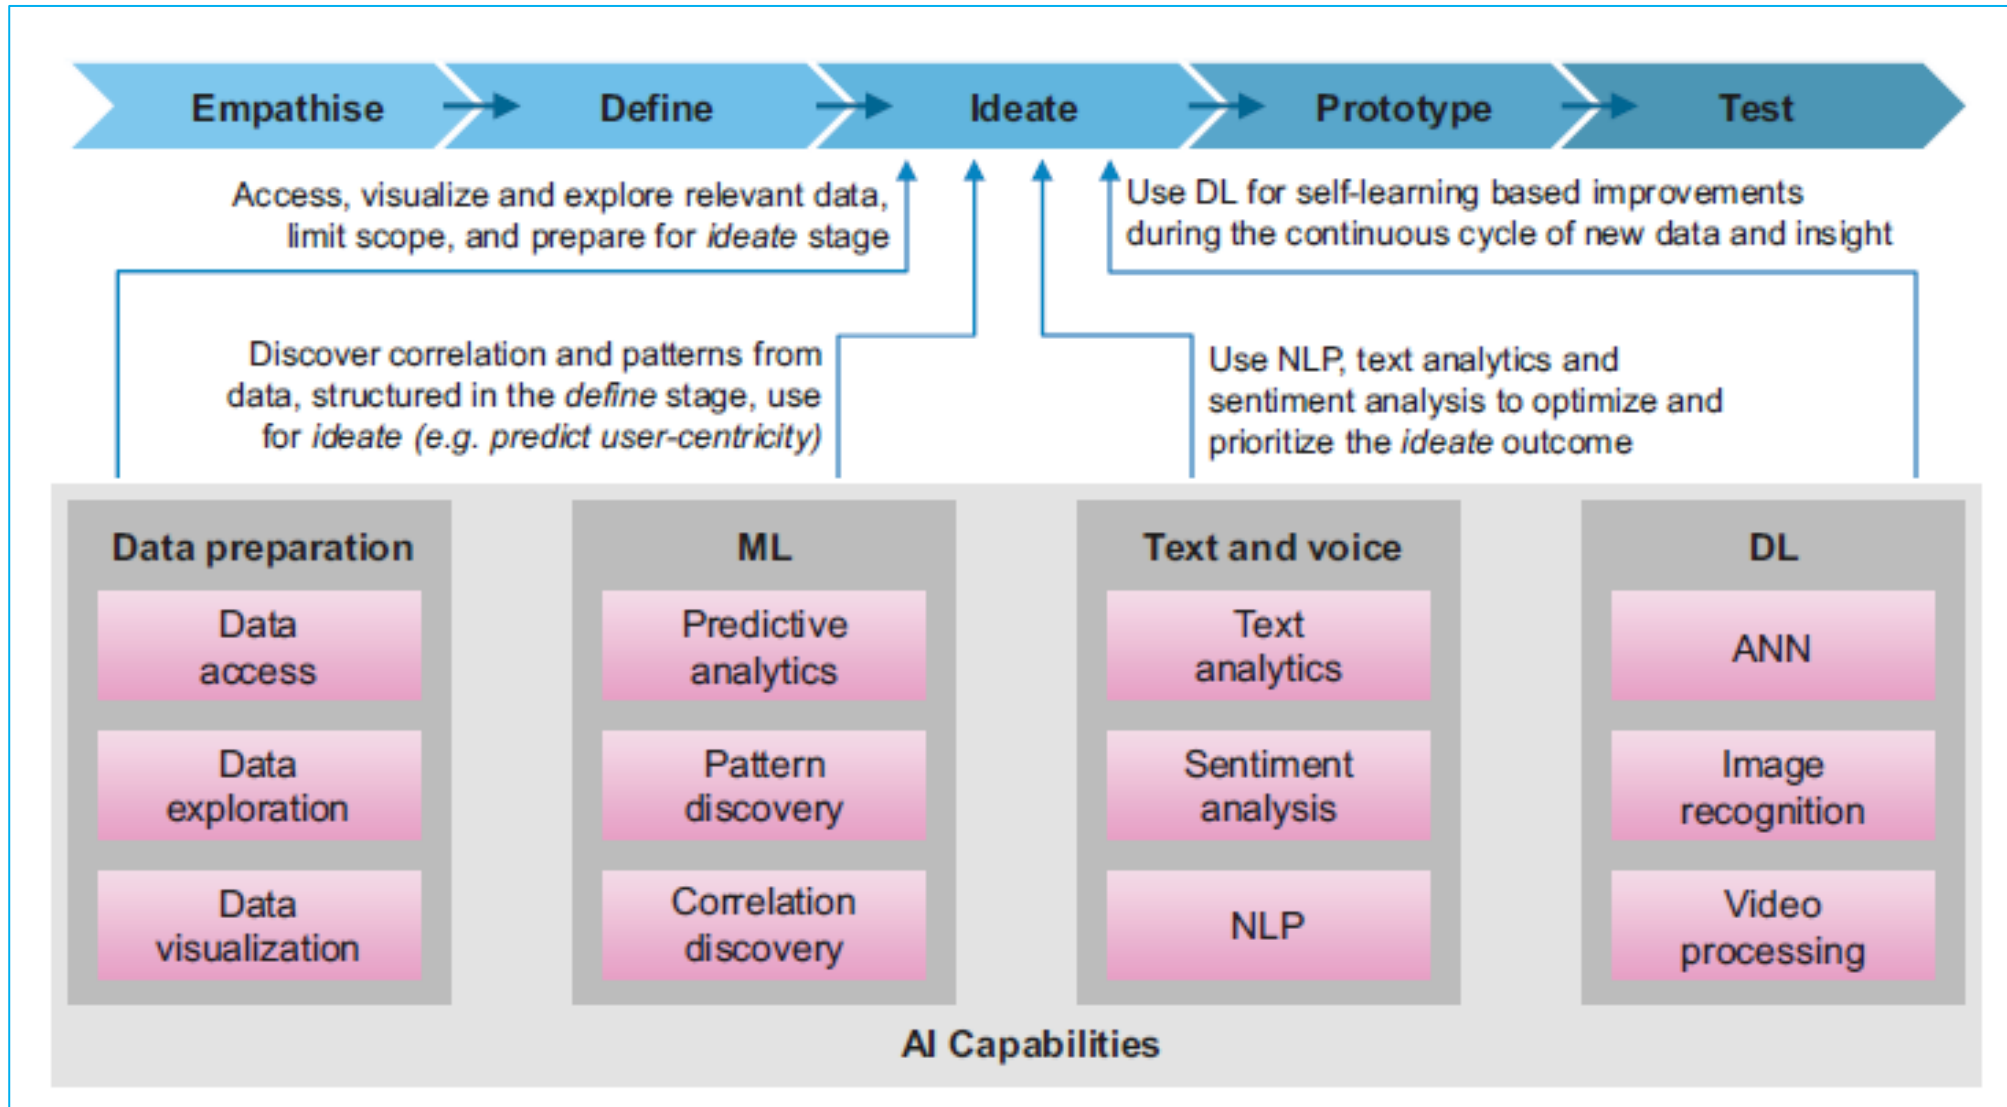 Empathise
Define
Ideate
Prototype
Test
Access, visualize and explore relevant data,
limit scope, and prepare for ideate stage
Use DL for self-learning based improvements
during the continuous cycle of new data and insight
Discover correlation and patterns from
data, structured in the define stage, use
for ideate (e.g. predict user-centricity)
Use NLP, text analytics and
sentiment analysis to optimize and
prioritize the ideate outcome
Data preparation
Data
access
Data
exploration
Data
visualization
ML
Predictive
analytics
Pattern
discovery
Correlation
discovery
Text and voice
Text
analytics
Sentiment
analysis
NLP
DL
ANN
Image
recognition
Video
processing
AI Capabilities